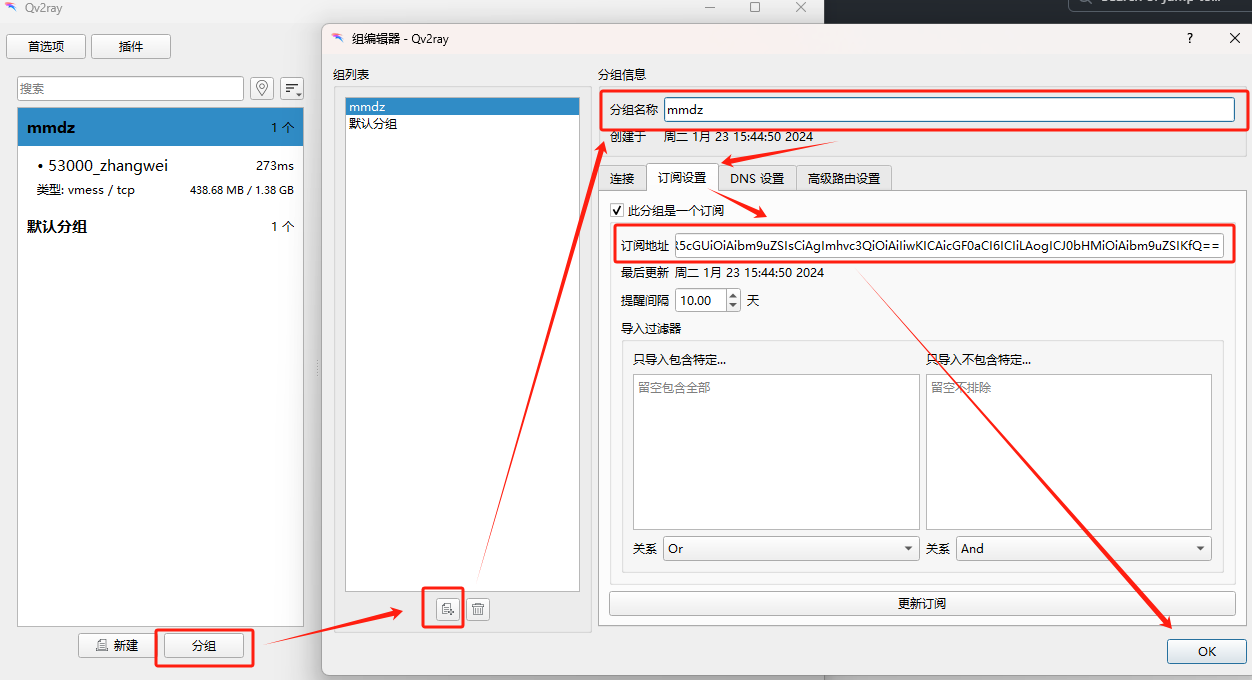 Qv2ray
首选项
插件
搜索
mmdz
1 个
• 53000_zhangwei
273ms
类型: vmess / tcp
438.68 MB / 1.38 GB
默认分组
1 个
新建
分组
组编辑器 - Qv2ray
?
组列表
mmdz
默认分组
分组信息
分组名称
mmdz
创建于
周二 1月 23 15:44:50 2024
连接
订阅设置
DNS 设置
高级路由设置
此分组是一个订阅
订阅地址
5cGUiOiAibm9uZSIsCiAgImhvc3QiOiAiIiwKICAicGF0aCI6ICIiLAogICJ0bHMiOiAibm9uZSIKfQ==
最后更新
周二 1月 23 15:44:50 2024
提醒间隔
10.00
天
导入过滤器
只导入包含特定...
只导入不包含特定...
留空包含全部
留空不排除
关系
Or
关系
And
更新订阅
OK